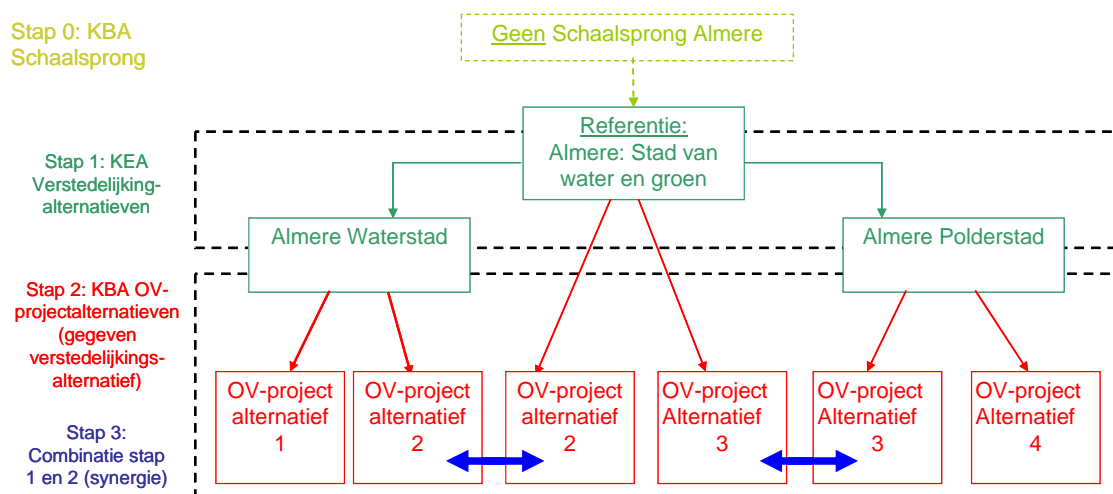 Stap 0: KBA
Schaalsprong
Geen Schaalsprong Almere
Referentie:
Almere: Stad van
water en groen
Stap 1: KEA
Verstedelijking-
alternatieven
Almere Waterstad
Almere Polderstad
Stap 2: KBA OV-
projectalternatieven
(gegeven
verstedelijkings-
alternatief)
OV-project
alternatief
1
OV-project
alternatief
2
OV-project
alternatief
2
OV-project
Alternatief
3
OV-project
Alternatief
3
OV-project
Alternatief
4
Stap 3:
Combinatie stap
1 en 2 (synergie)